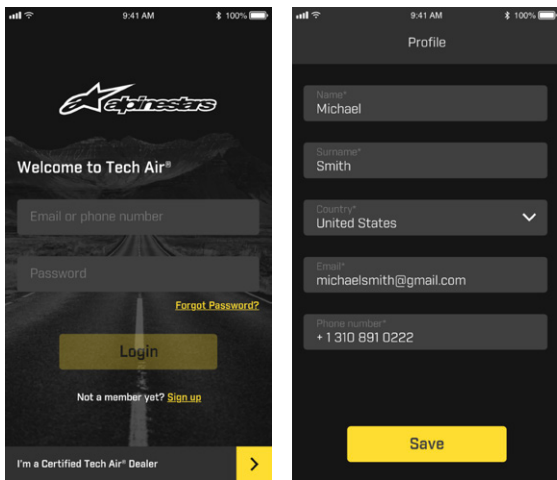 9:41 AM
100%
alpinestars
Welcome to Tech Air®
Email or phone number
Password
Forgot Password?
Login
Not a member yet? Sign up
I'm a Certified Tech Air® Dealer
9:41 AM
100%
Profile
Name*
Michael
Surname*
Smith
Country*
United States
Email*
michaelsmith@gmail.com
Phone number*
+ 1 310 891 0222
Save